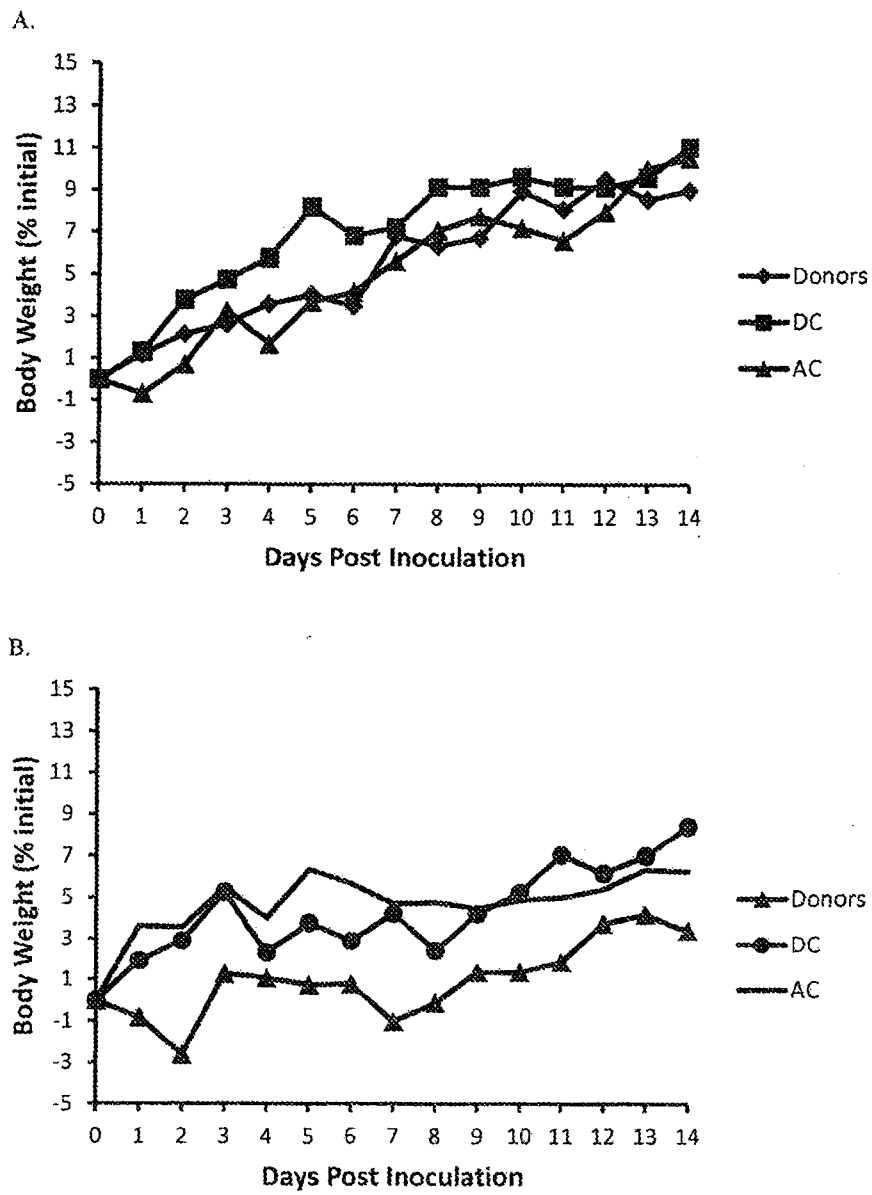 A.
15
13
11
9
7
5
3
1
-1
-3
-5
Body Weight (% initial)
0 1 2 3 4 5 6 7 8 9 10 11 12 13 14
Days Post Inoculation
Donors
DC
AC
B.
15
13
11
9
7
5
3
1
-1
-3
-5
Body Weight (% initial)
0 1 2 3 4 5 6 7 8 9 10 11 12 13 14
Days Post Inoculation
Donors
DC
AC